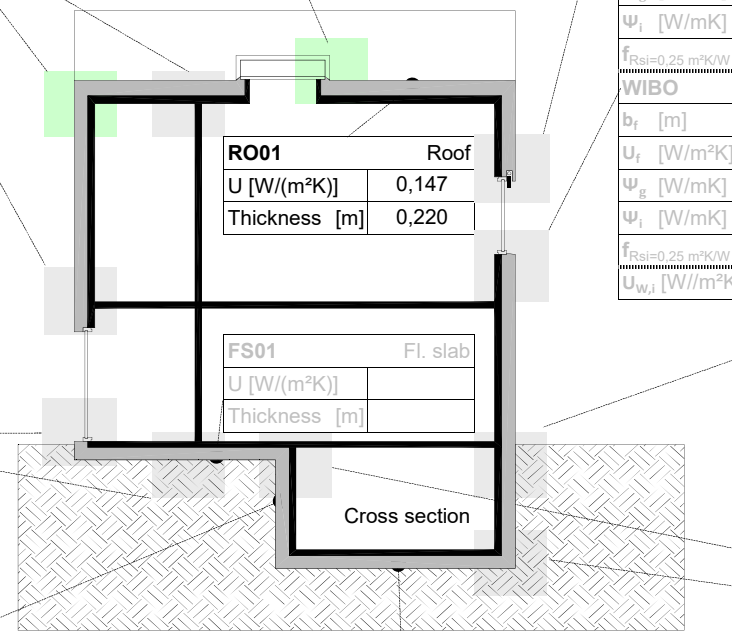 Ψi [W/mK]
fRsi=0,25 m²K/W
WIBO
bf [m]
Uf [W/m²K]
Ψg [W/mK]
Ψi [W/mK]
fRsi=0,25 m²K/W
UW,i [W//m²K
RO01 Roof
U [W/(m²K)] 0,147
Thickness [m] 0,220
FS01 Fl. slab
U [W/(m²K)]
Thickness [m]
Cross section